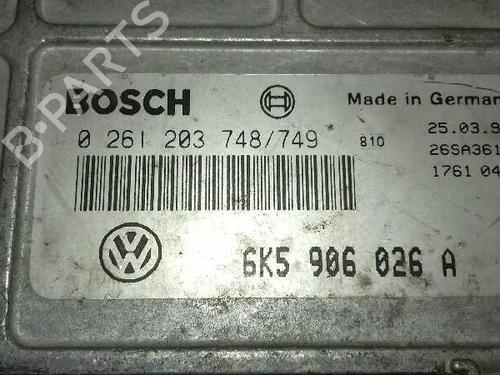 B-PARTS
BOSCH
Made in German
0 261 203 748/749
810
25.03.9
26SA361
1761 04
6K5 906 026 A